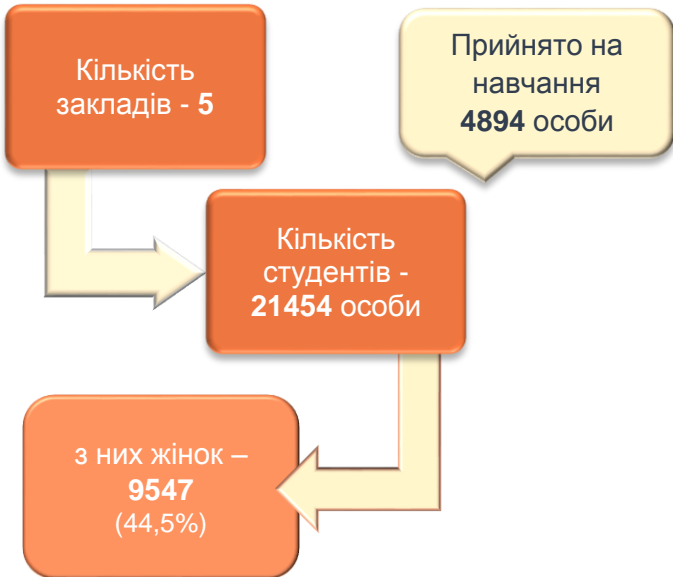 Кількість
закладів - 5
Прийнято на
навчання
4894 особи
Кількість
студентів -
21454 особи
з них жінок –
9547
(44,5%)